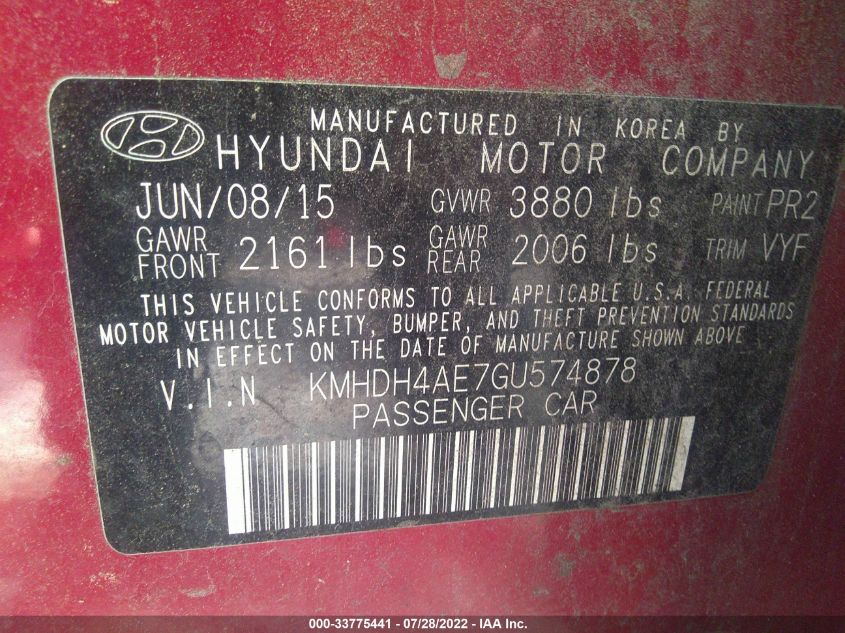 MANUFACTURED IN KOREA BY
HYUNDAI MOTOR COMPANY
JUN/08/15 GVWR 3880 lbs PAINT PR2
GAWR FRONT 2161 lbs GAWR REAR 2006 lbs TRIM VYF
THIS VEHICLE CONFORMS TO ALL APPLICABLE U.S.A. FEDERAL
MOTOR VEHICLE SAFETY, BUMPER, AND THEFT PREVENTION STANDARDS
IN EFFECT ON THE DATE OF MANUFACTURE SHOWN ABOVE
V.I.N KMHDH4AE7GU574878
PASSENGER CAR
000-33775441 - 07/28/2022 - IAA Inc.